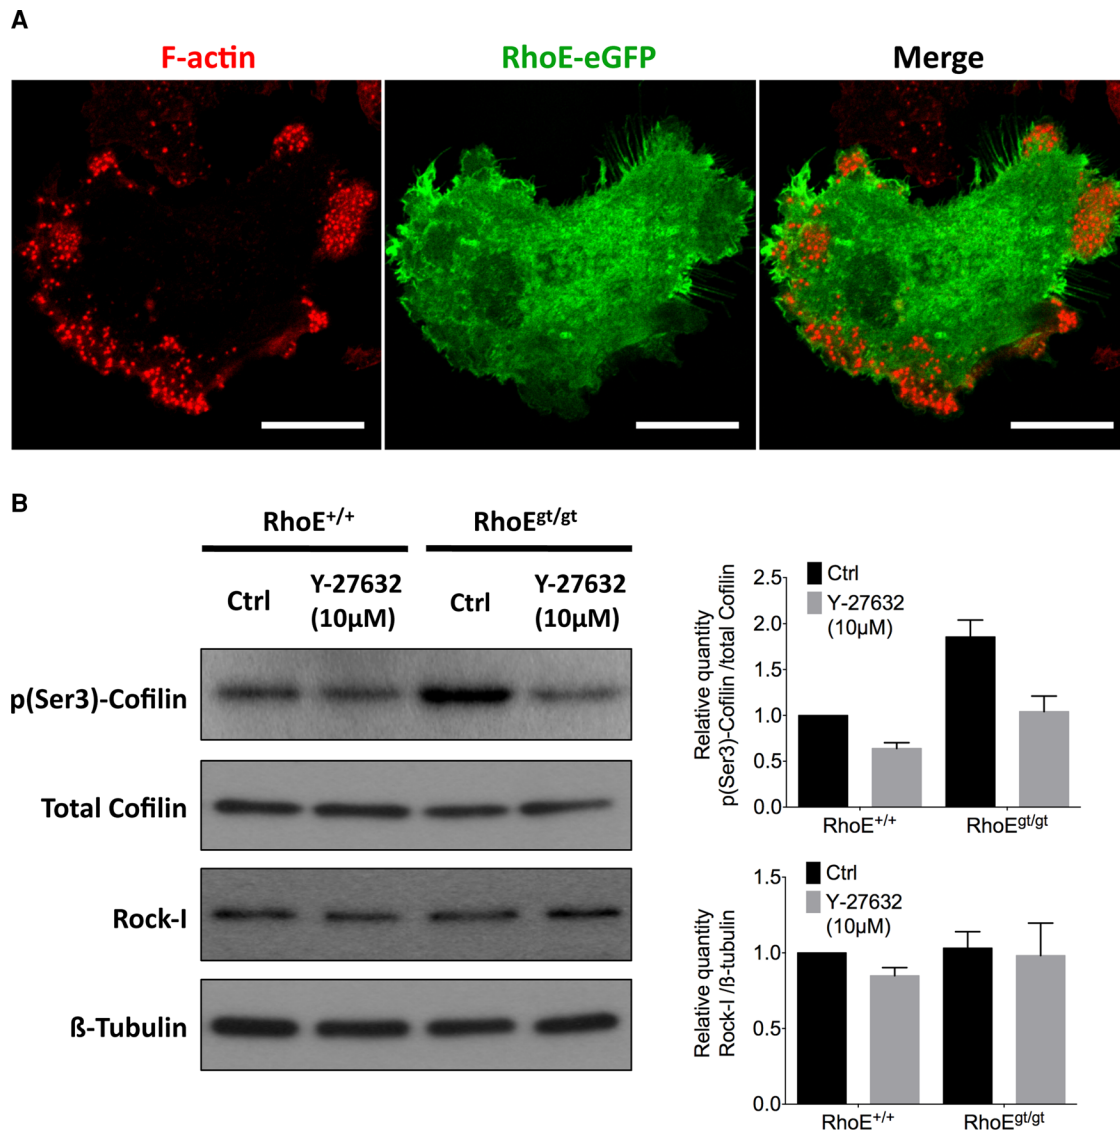 A
F-actin
RhoE-eGFP
Merge
B
RhoE+/+
RhoEgt/gt
Ctrl
Y-27632
(10µM)
Ctrl
Y-27632
(10µM)
p(Ser3)-Cofilin
Total Cofilin
Rock-I
ß-Tubulin
Relative quantity
p(Ser3)-Cofilin /total Cofilin
2.5
2.0
1.5
1.0
0.5
0.0
Ctrl
Y-27632
(10µM)
RhoE+/+
RhoEgt/gt
Relative quantity
Rock-I /ß-tubulin
1.5
1.0
0.5
0.0
Ctrl
Y-27632
(10µM)
RhoE+/+
RhoEgt/gt